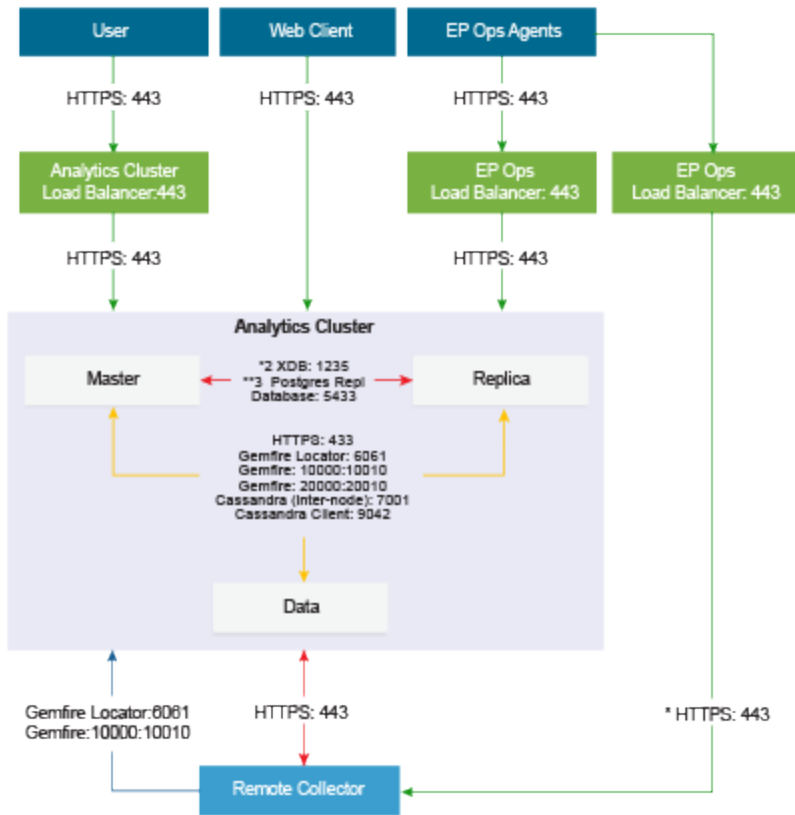 User
Web Client
EP Ops Agents
HTTPS: 443
HTTPS: 443
HTTPS: 443
Analytics Cluster
Load Balancer:443
EP Ops
Load Balancer: 443
EP Ops
Load Balancer: 443
HTTPS: 443
HTTPS: 443
Analytics Cluster
Master
*2 XDB: 1235
**3 Postgres Repl
Database: 5433
Replica
HTTPS: 433
Gemfire Locator: 6061
Gemfire: 10000:10010
Gemfire: 20000:20010
Cassandra (Inter-node): 7001
Cassandra Client: 9042
Data
Gemfire Locator:6061
Gemfire:10000:10010
HTTPS: 443
* HTTPS: 443
Remote Collector